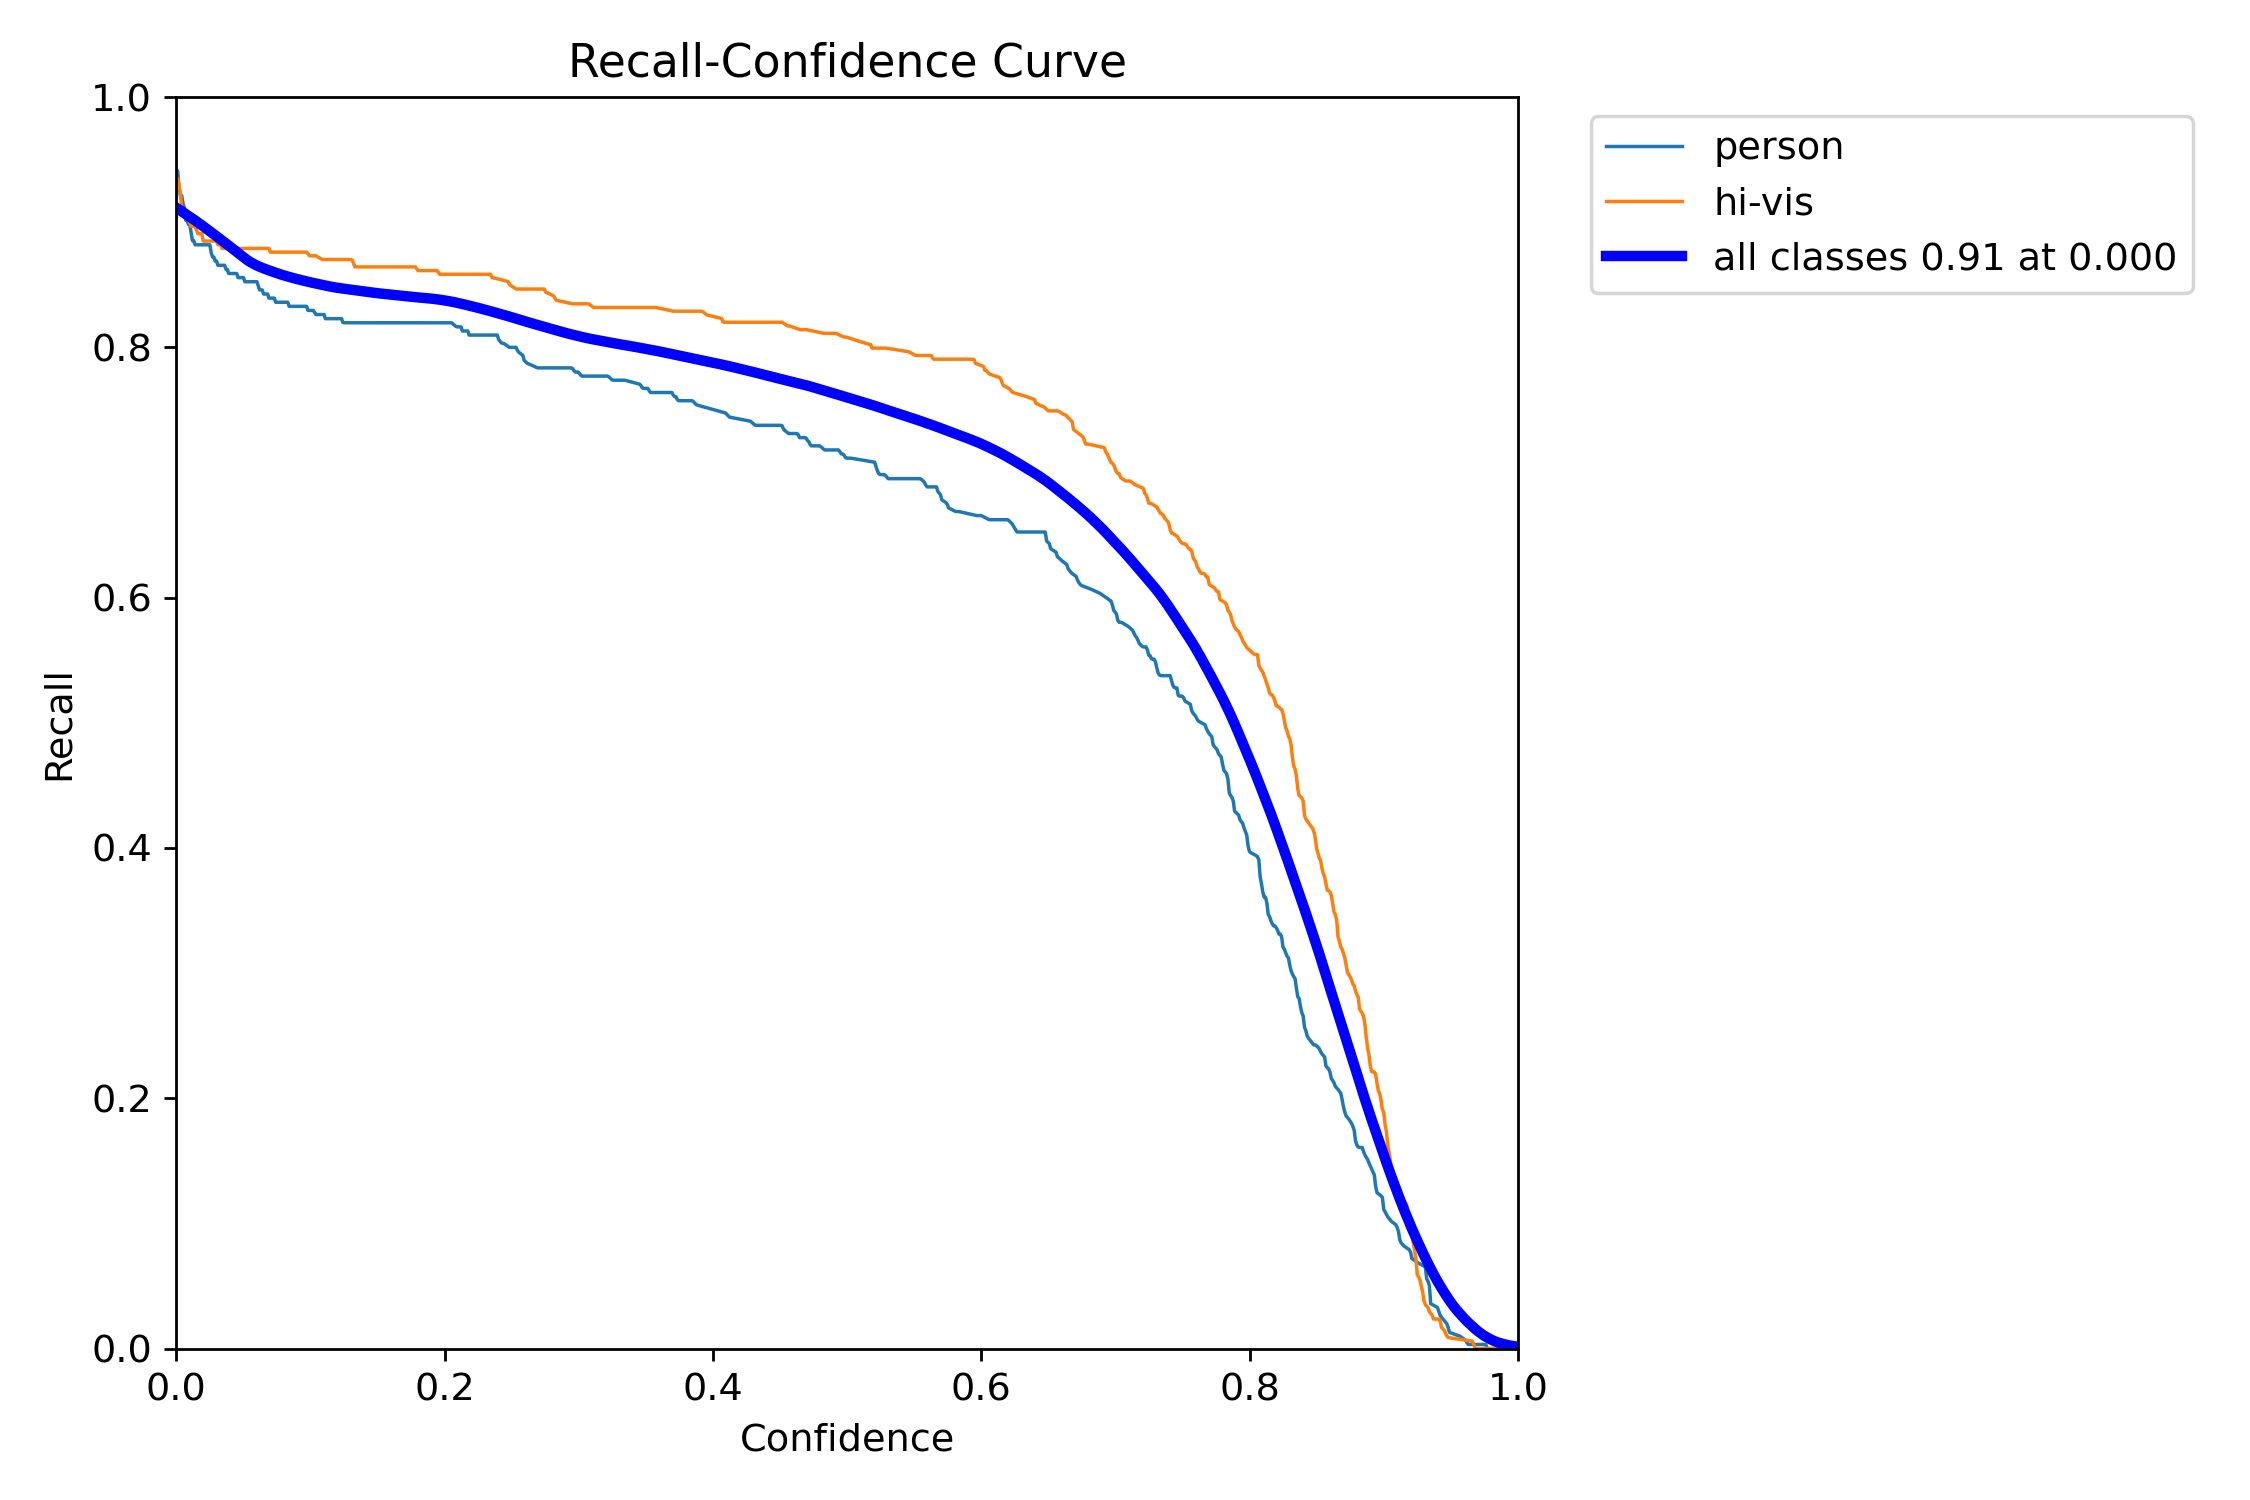 Recall-Confidence Curve
1.0
0.8
0.6
0.4
0.2
0.0
Recall
0.0 0.2 0.4 0.6 0.8 1.0
Confidence
person
hi-vis
all classes 0.91 at 0.000